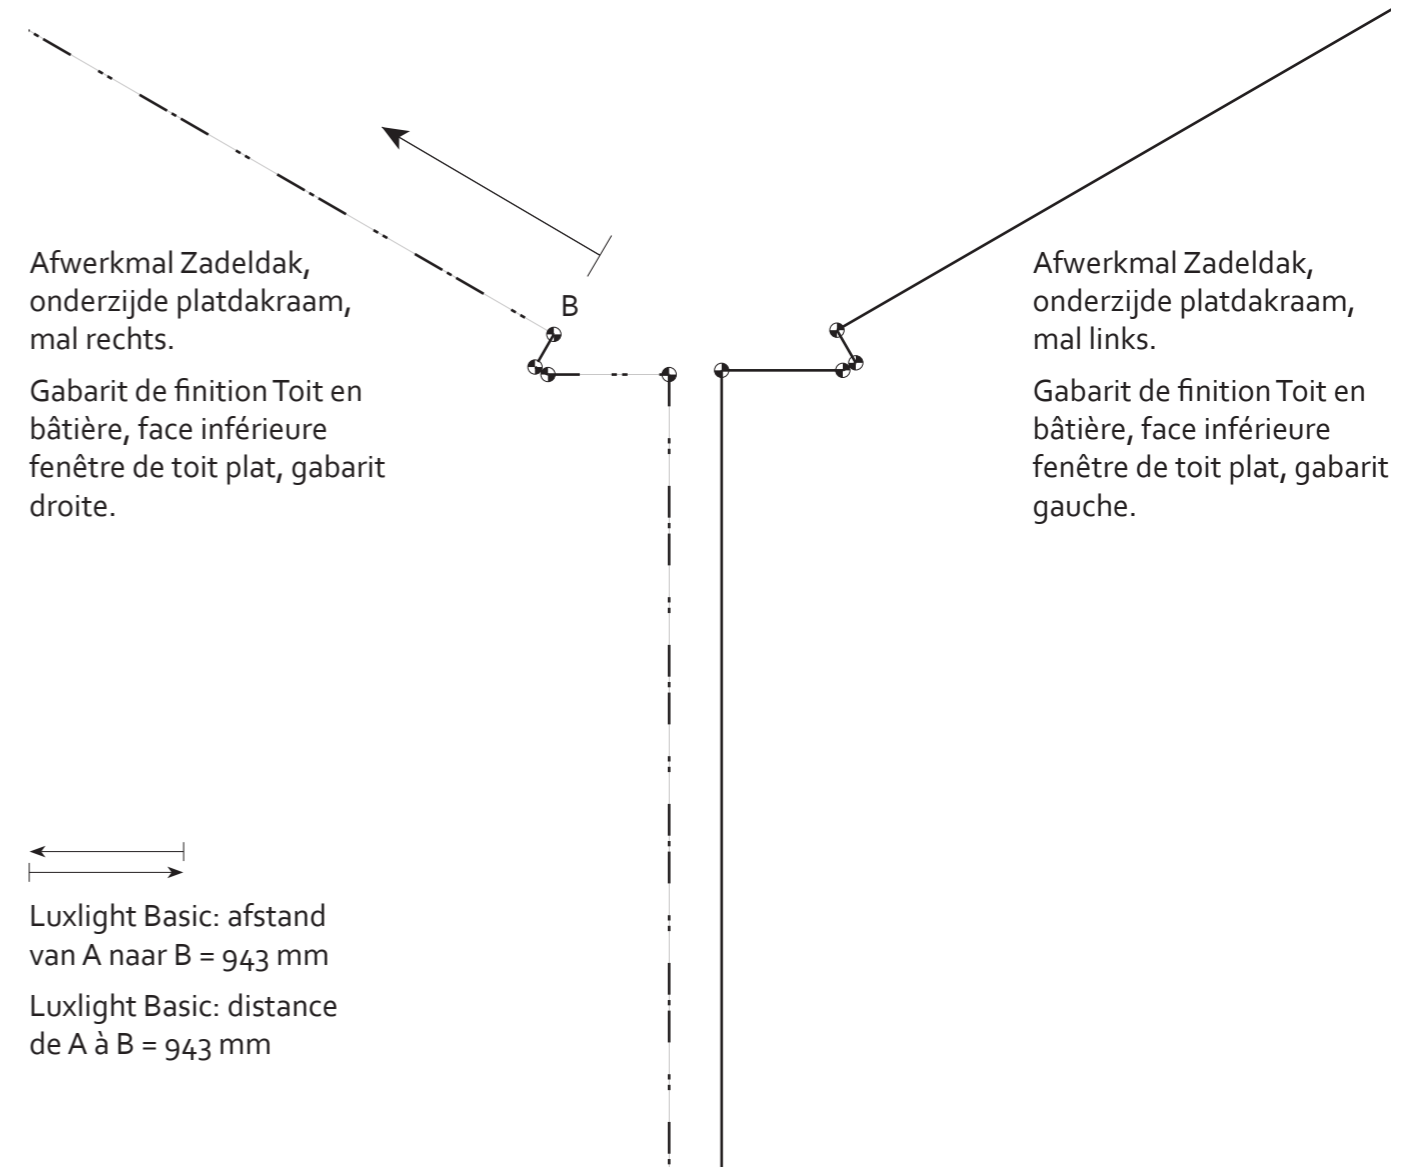 B
Afwerkmal Zadeldak,
onderzijde platdakraam,
mal rechts.
Gabarit de finition Toit en
bâtière, face inférieure
fenêtre de toit plat, gabarit
droite.
Afwerkmal Zadeldak,
onderzijde platdakraam,
mal links.
Gabarit de finition Toit en
bâtière, face inférieure
fenêtre de toit plat, gabarit
gauche.
Luxlight Basic: afstand
van A naar B = 943 mm
Luxlight Basic: distance
de A à B = 943 mm